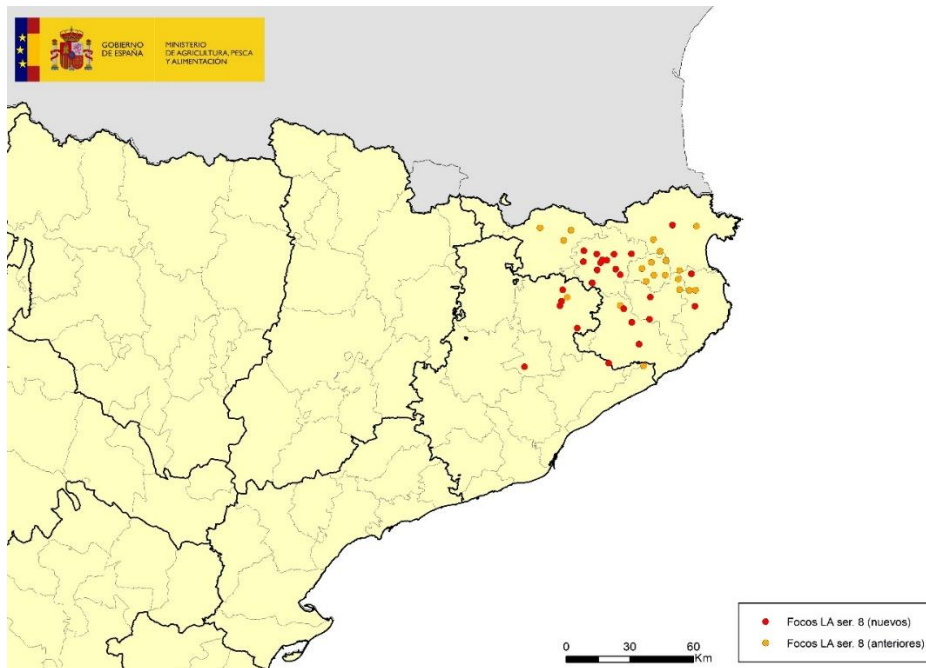 GOBIERNO
DE ESPAÑA
MINISTERIO
DE AGRICULTURA, PESCA
Y ALIMENTACIÓN
Focos LA ser. 8 (nuevos)
Focos LA ser. 8 (anteriores)
0 30 60
Km